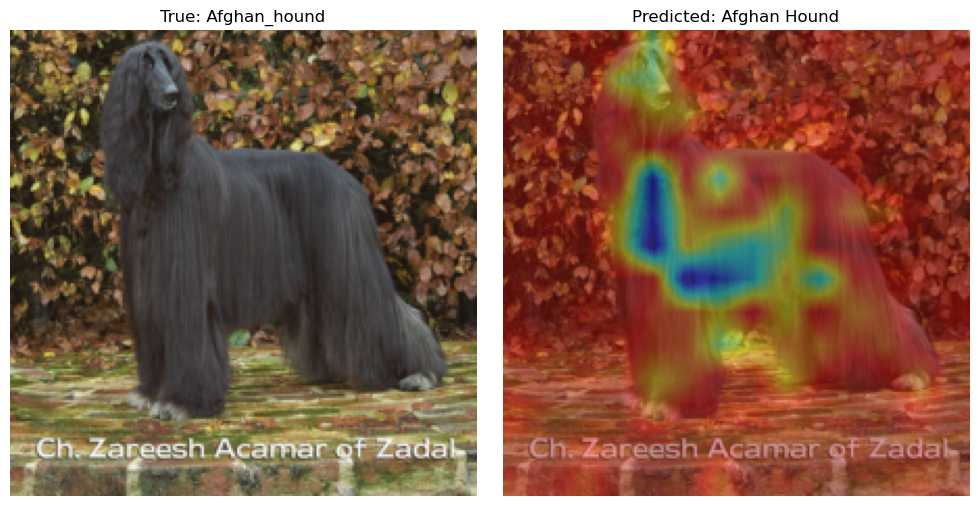 True: Afghan_hound
Predicted: Afghan Hound
Ch. Zareesh Acamar of Zadal
Ch. Zareesh Acamar of Zadal